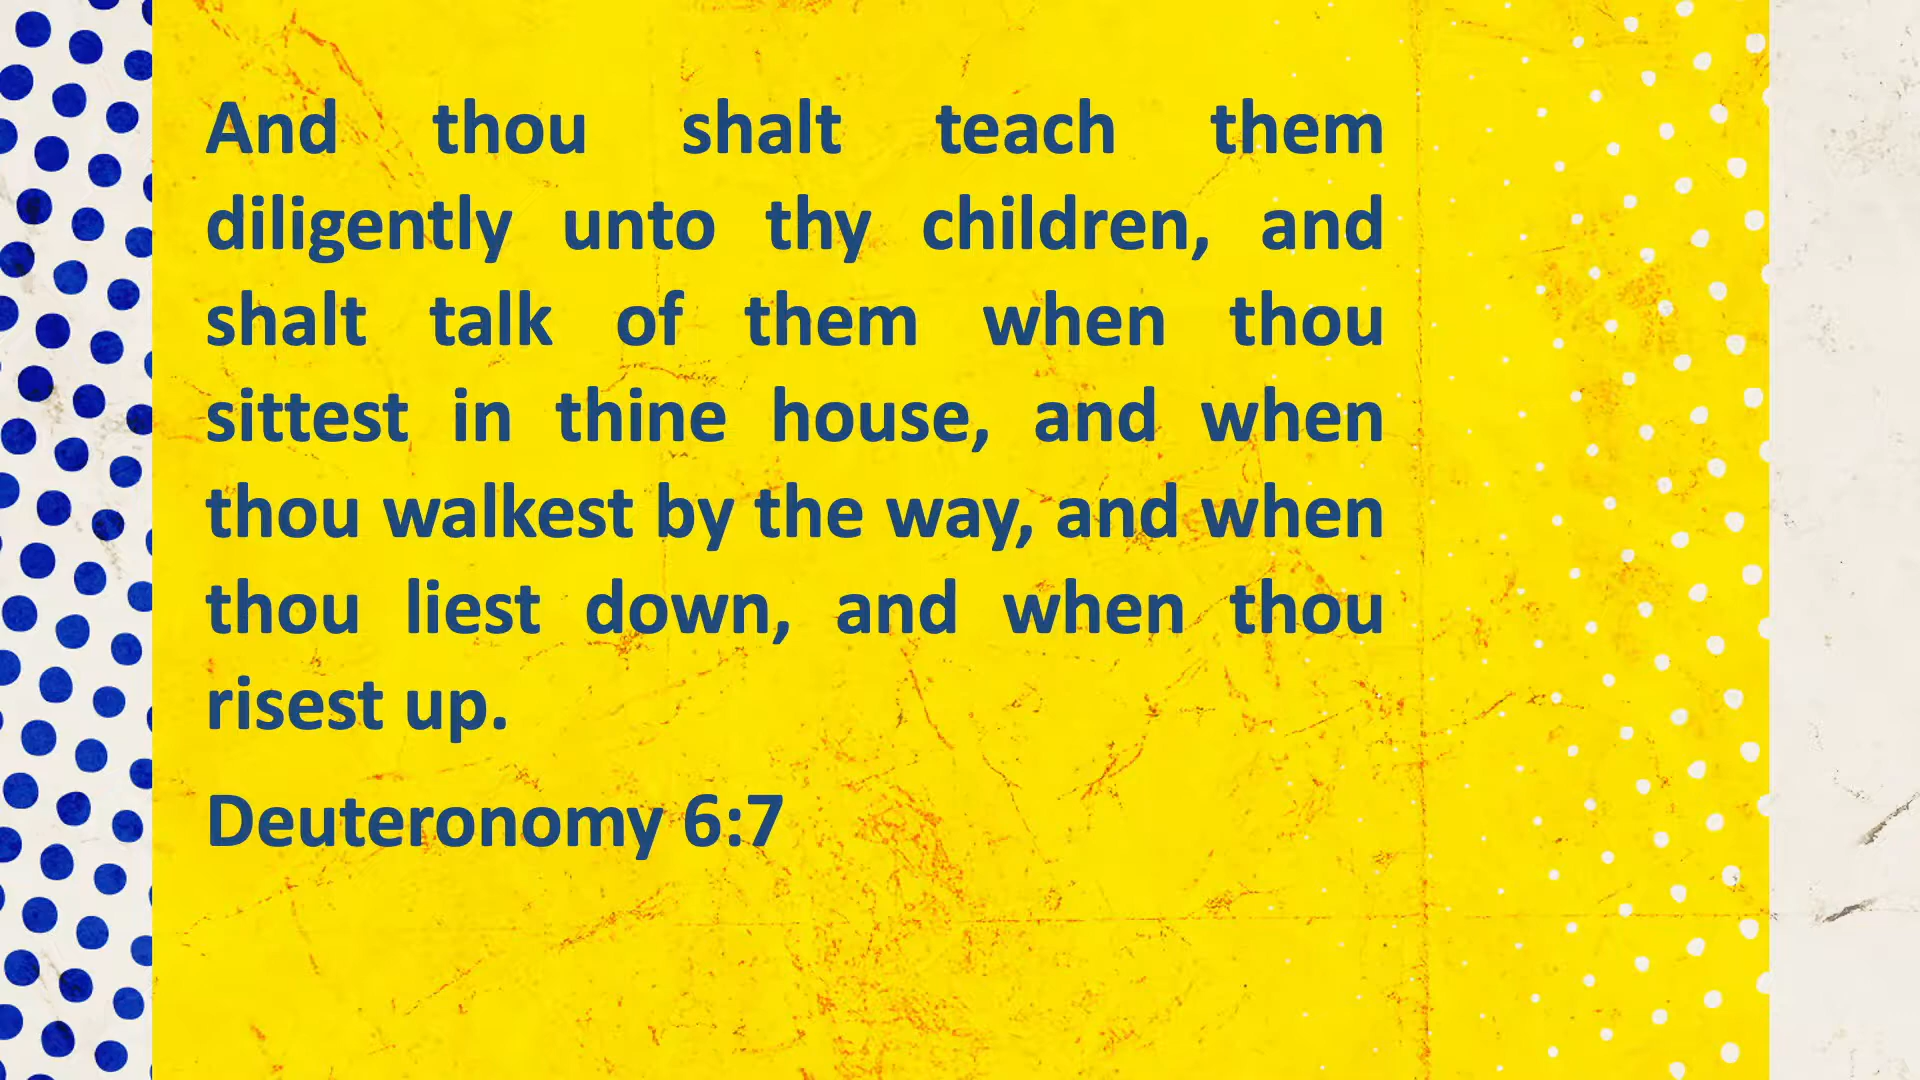 And thou shalt teach them
diligently unto thy children, and
shalt talk of them when thou
sittest in thine house, and when
thou walkest by the way, and when
thou liest down, and when thou
risest up.
Deuteronomy 6:7